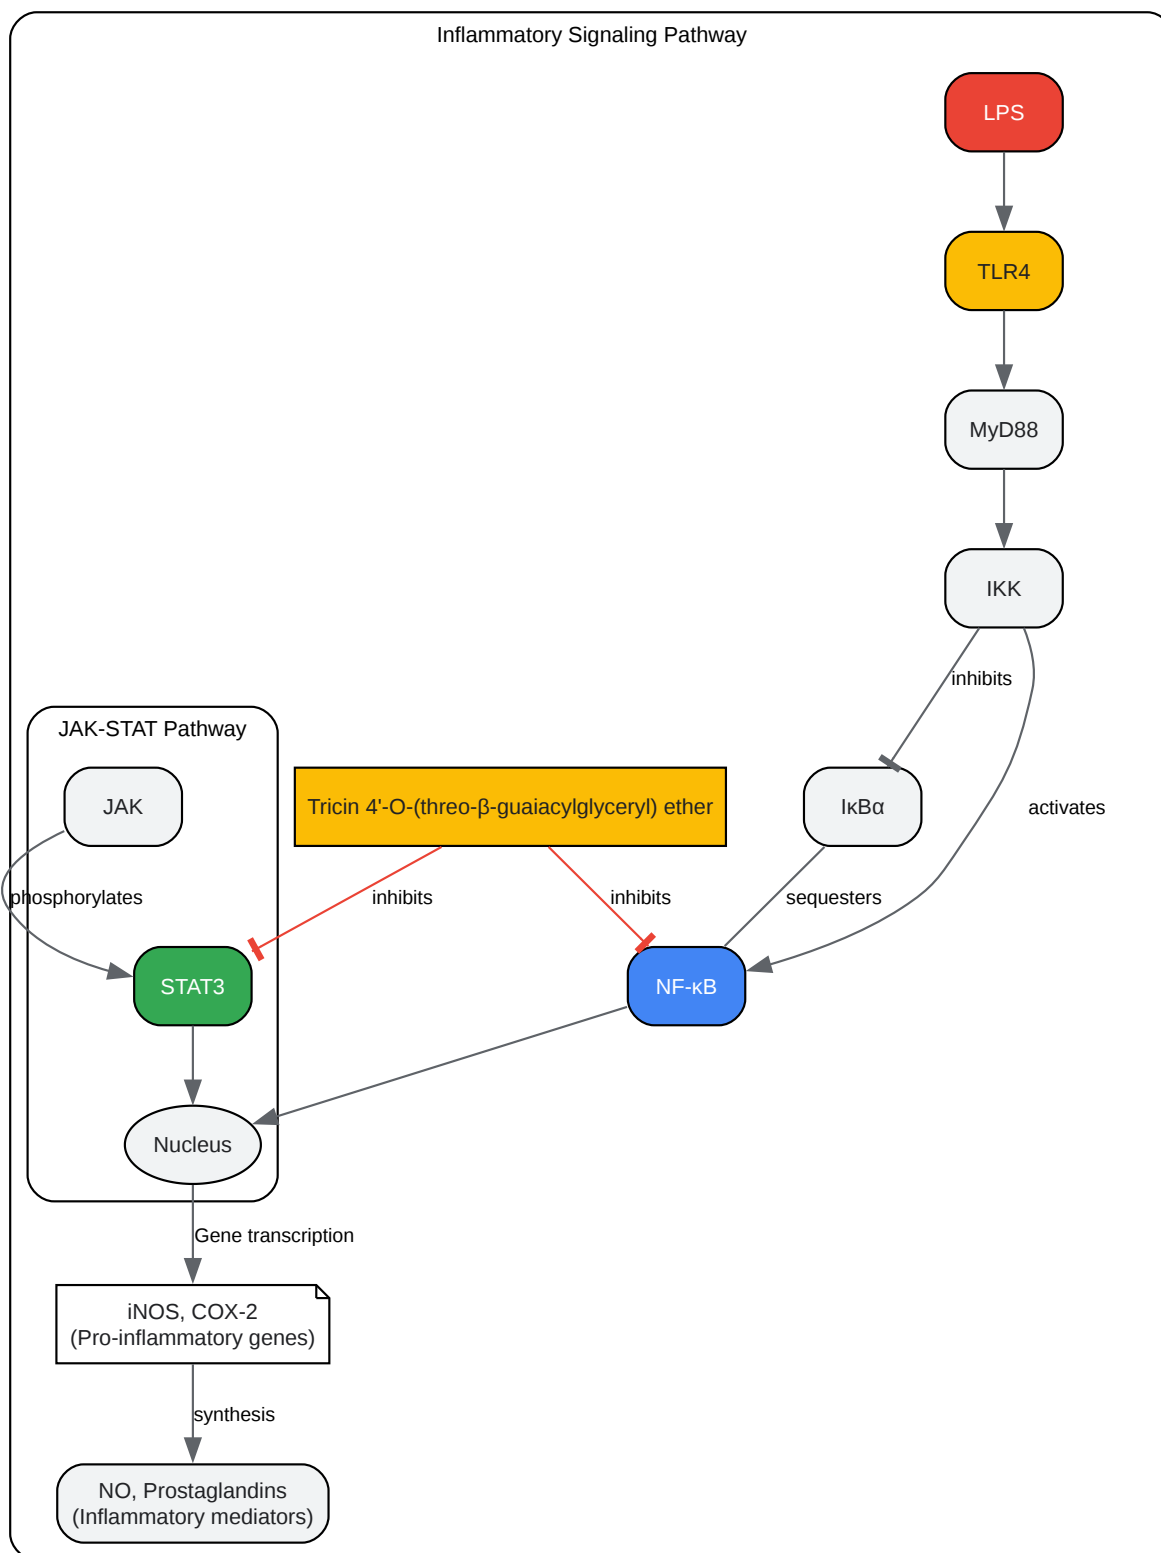 Inflammatory Signaling Pathway
LPS
TLR4
MyD88
IKK
inhibits
JAK-STAT Pathway
JAK
Tricin 4'-O-(threo-β-guaiacylglyceryl) ether
IκBα
activates
phosphorylates
inhibits
inhibits
sequesters
STAT3
NF-κB
Nucleus
Gene transcription
iNOS, COX-2
(Pro-inflammatory genes)
synthesis
NO, Prostaglandins
(Inflammatory mediators)